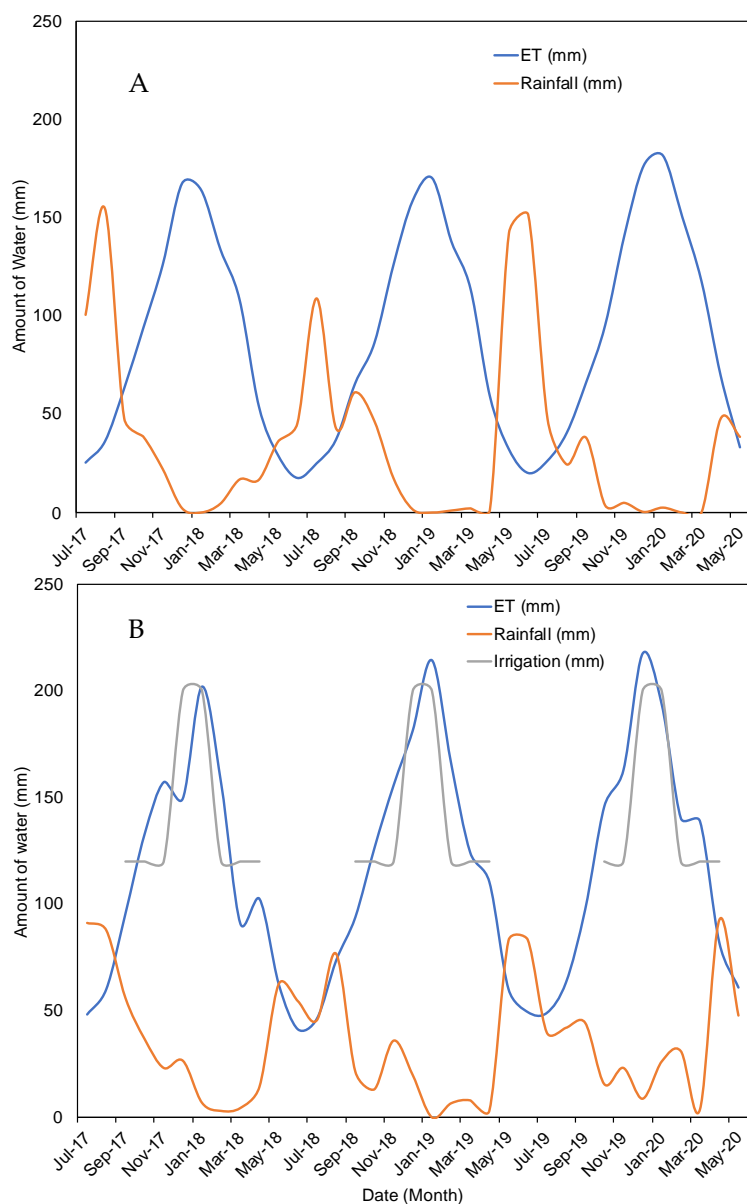 250
200
150
100
50
0
Amount of Water (mm)
A
ET (mm)
Rainfall (mm)
Jul-17
Sep-17
Nov-17
Jan-18
Mar-18
May-18
Jul-18
Sep-18
Nov-18
Jan-19
Mar-19
May-19
Jul-19
Sep-19
Nov-19
Jan-20
Mar-20
May-20
250
200
150
100
50
0
Amount of water (mm)
B
ET (mm)
Rainfall (mm)
Irrigation (mm)
Jul-17
Sep-17
Nov-17
Jan-18
Mar-18
May-18
Jul-18
Sep-18
Nov-18
Jan-19
Mar-19
May-19
Jul-19
Sep-19
Nov-19
Jan-20
Mar-20
May-20
Date (Month)